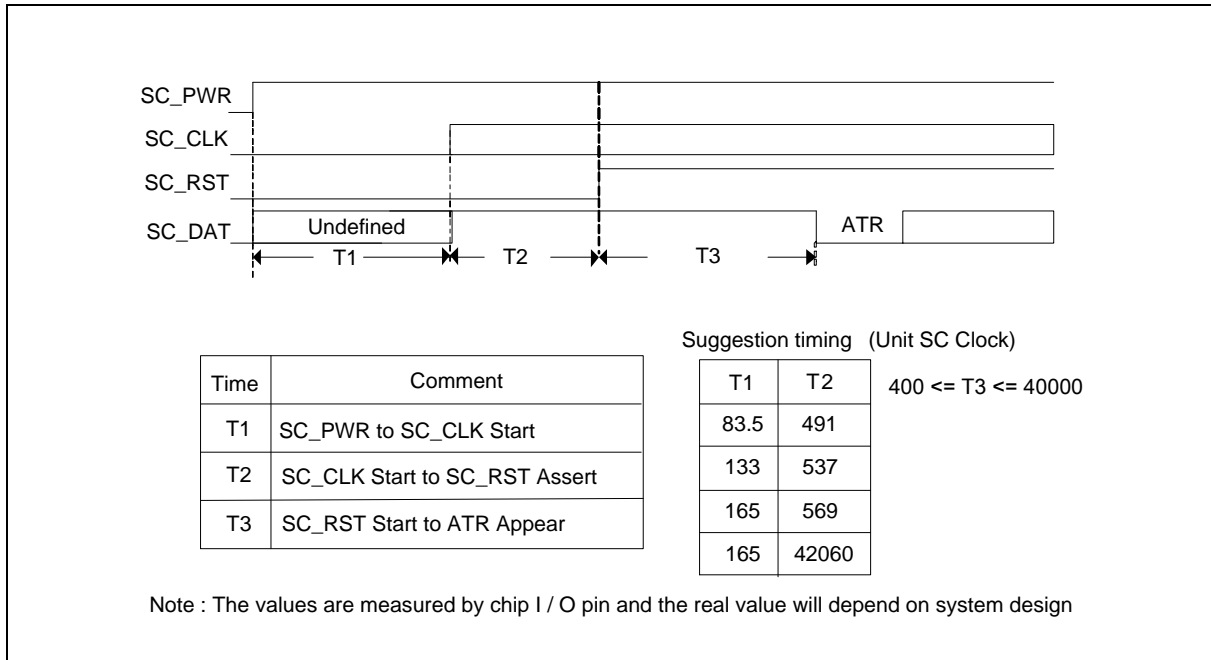 SC_PWR
SC_CLK
SC_RST
SC_DAT
Undefined
ATR
T1
T2
T3
Suggestion timing (Unit SC Clock)
Time Comment
T1 SC_PWR to SC_CLK Start
T2 SC_CLK Start to SC_RST Assert
T3 SC_RST Start to ATR Appear
T1 T2
83.5 491
133 537
165 569
165 42060
400 <= T3 <= 40000
Note : The values are measured by chip I / O pin and the real value will depend on system design